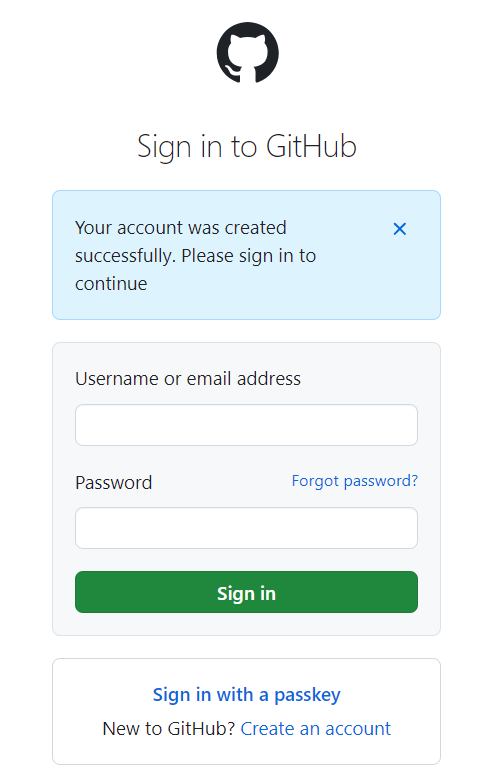 Sign in to GitHub
Your account was created
successfully. Please sign in to
continue
Username or email address
Password Forgot password?
Sign in
Sign in with a passkey
New to GitHub? Create an account